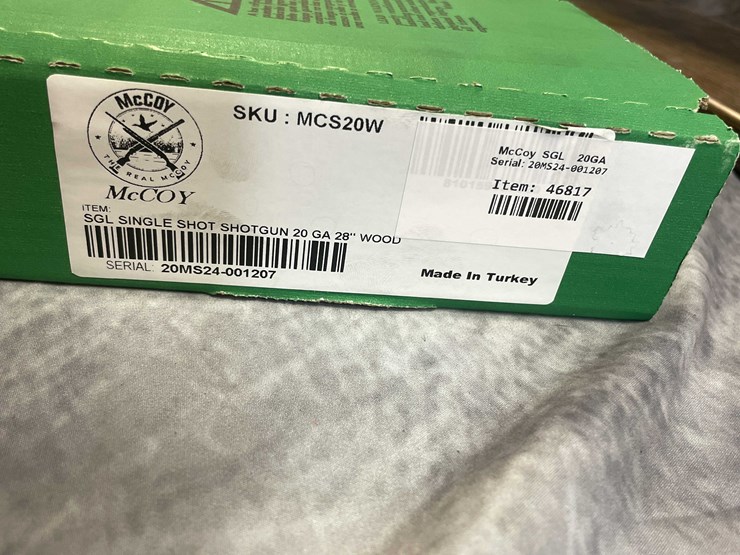 McCOY
THE REAL McCOY
McCOY
SKU : MCS20W
ITEM:
SGL SINGLE SHOT SHOTGUN 20 GA 28" WOOD
SERIAL: 20MS24-001207
Made In Turkey
McCoy SGL 20GA
Serial: 20MS24-001207
Item: 46817